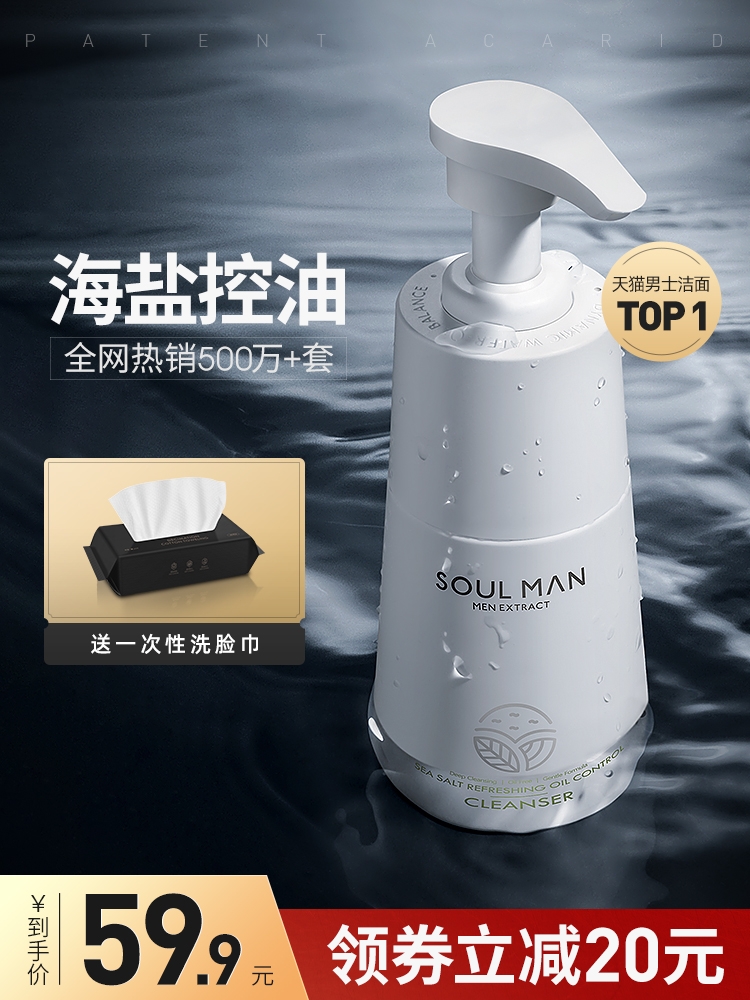 PATENT ACARID
海盐控油
全网热销500万+套
天猫男士洁面
TOP 1
BALANCE
SOUL MAN
MEN EXTRACT
SEA SALT REFRESHING OIL CONTROL
CLEANSER
送一次性洗脸巾
¥到手价
59.9元
领券立减20元